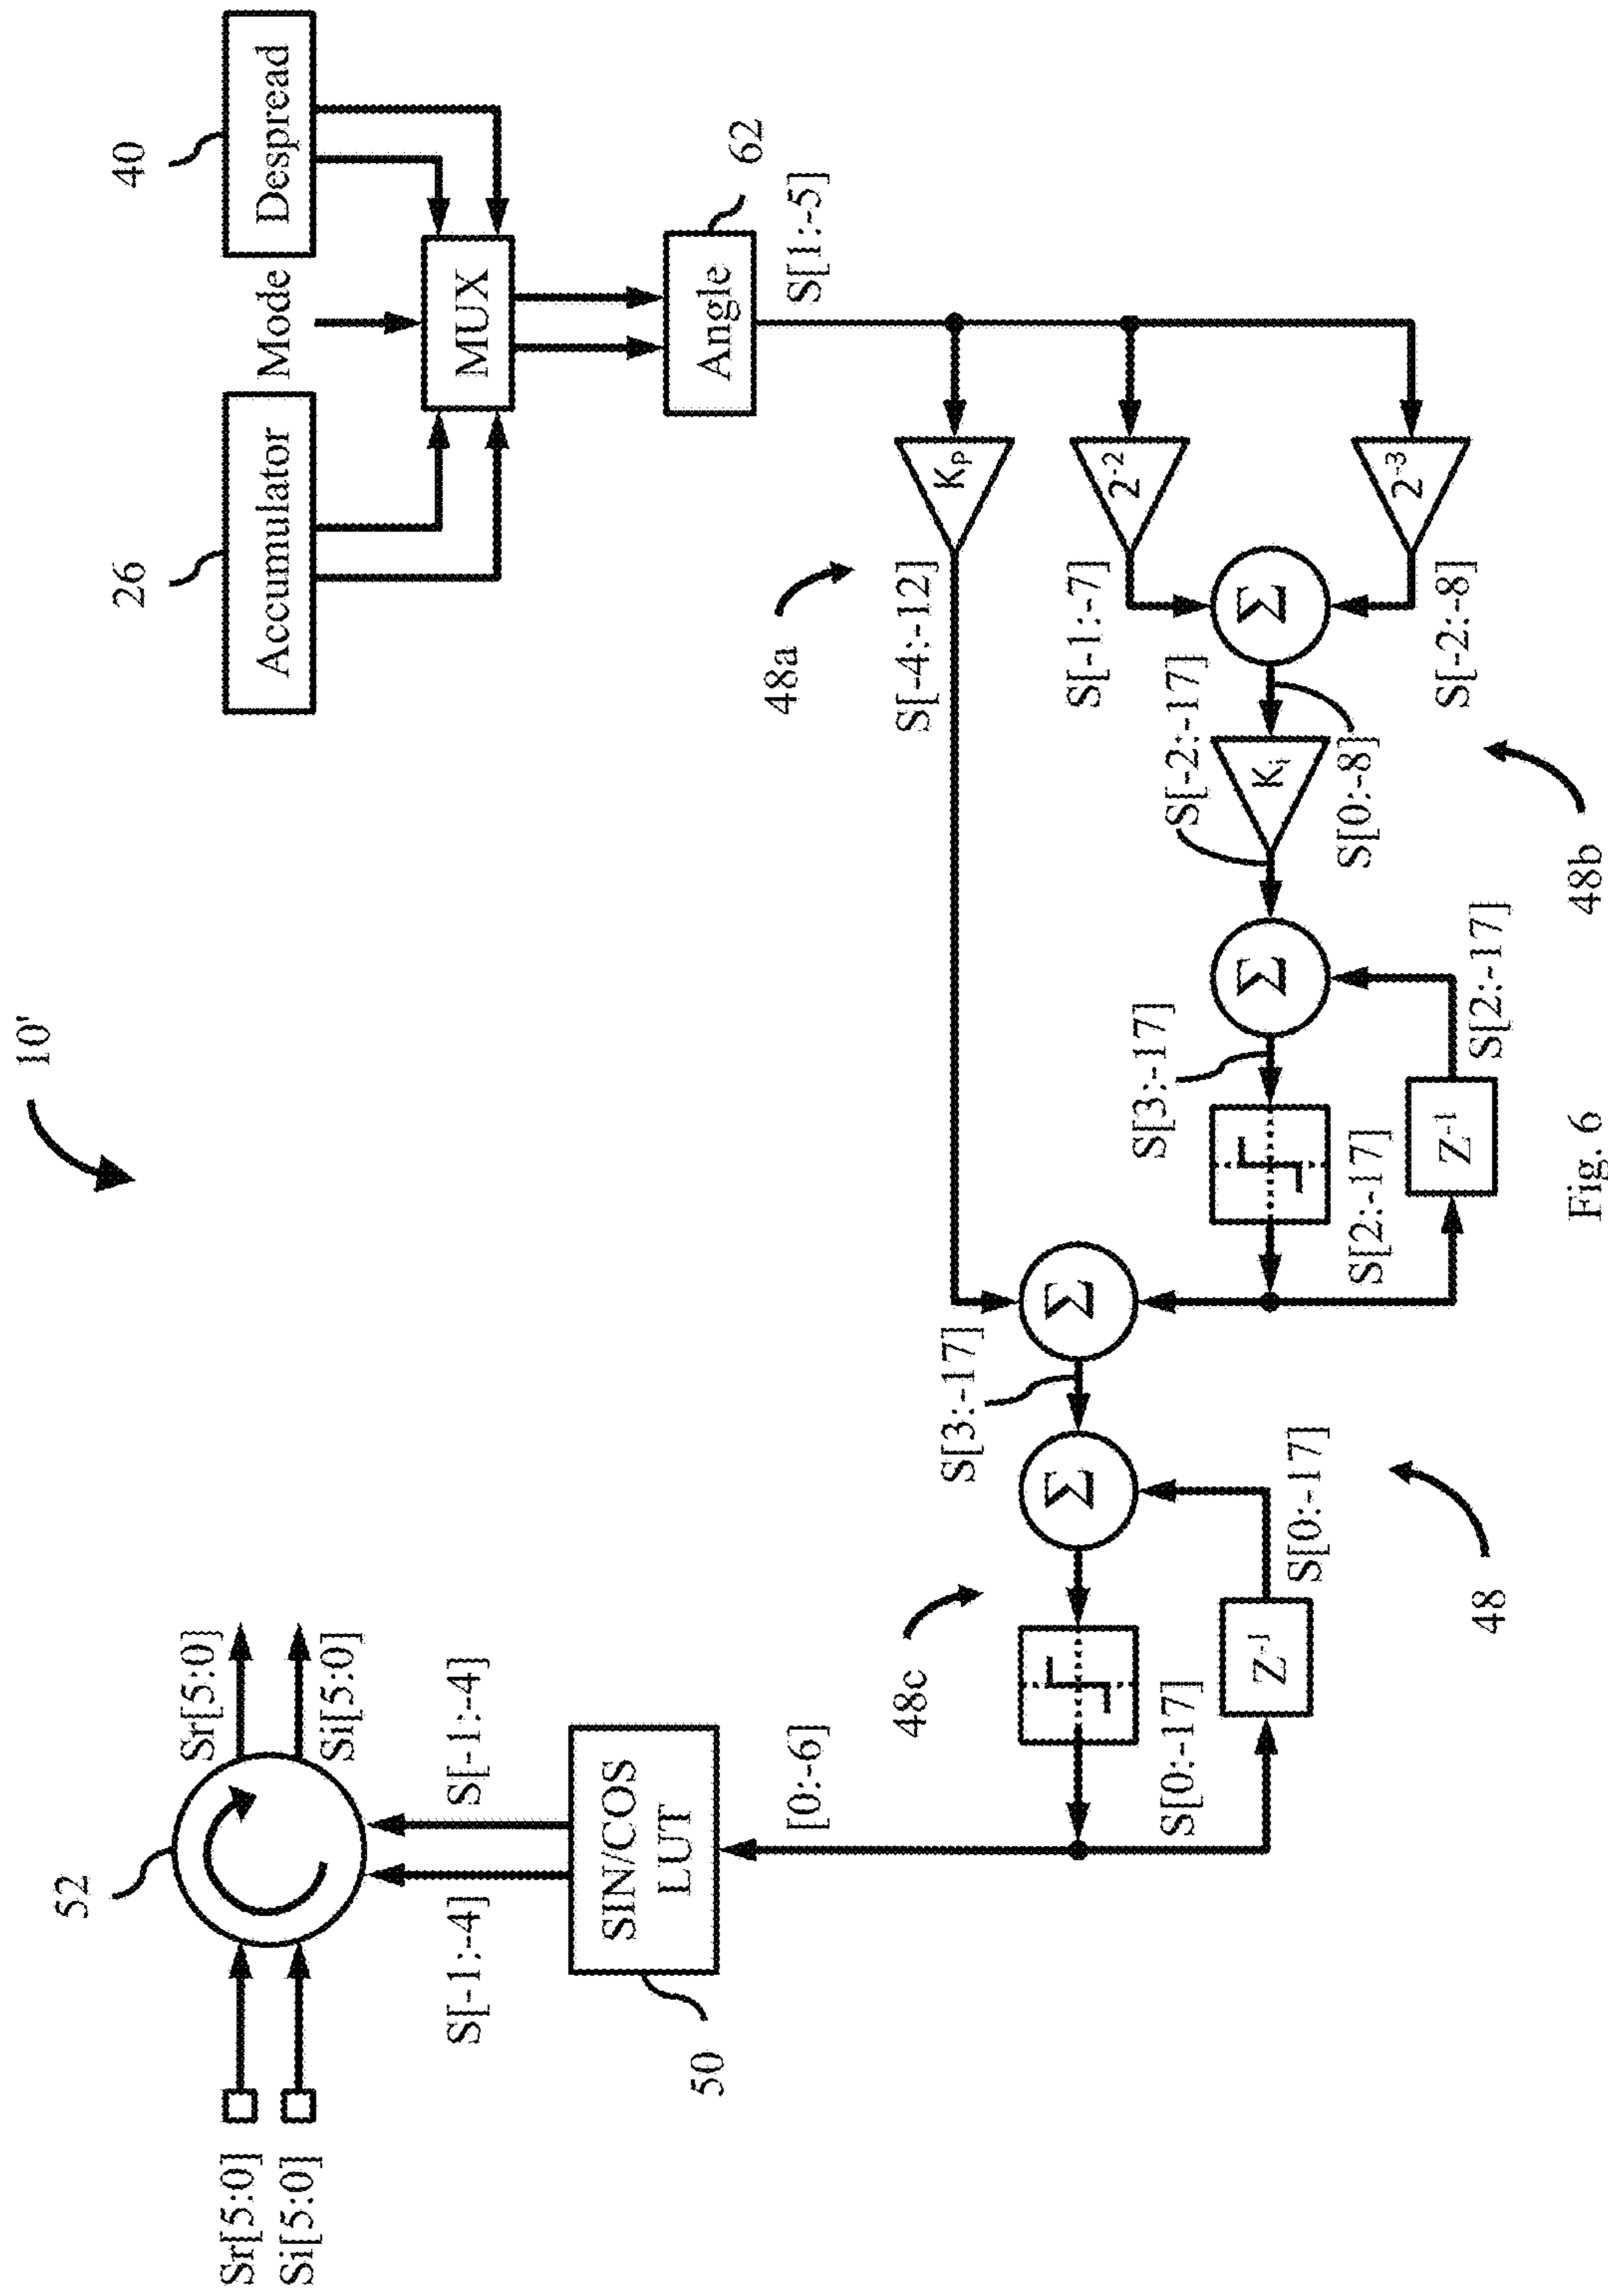 10'
26
Accumulator
Mode
40
Despread
MUX
62
Angle
S[1:-5]
52
Sr[5:0]
Si[5:0]
Sr[5:0]
Si[5:0]
S[-1:-4]
S[-1:-4]
50
SIN/COS
LUT
[0:-6]
48a
Kp
S[-4:-12]
2-2
S[-1:-7]
2-3
S[-2:-8]
Σ
S[0:-8]
Ki
S[-2:-17]
48b
Σ
S[3:-17]
S[2:-17]
Z-1
S[2:-17]
Σ
S[3:-17]
Σ
48c
S[0:-17]
Z-1
S[0:-17]
48
Fig. 6